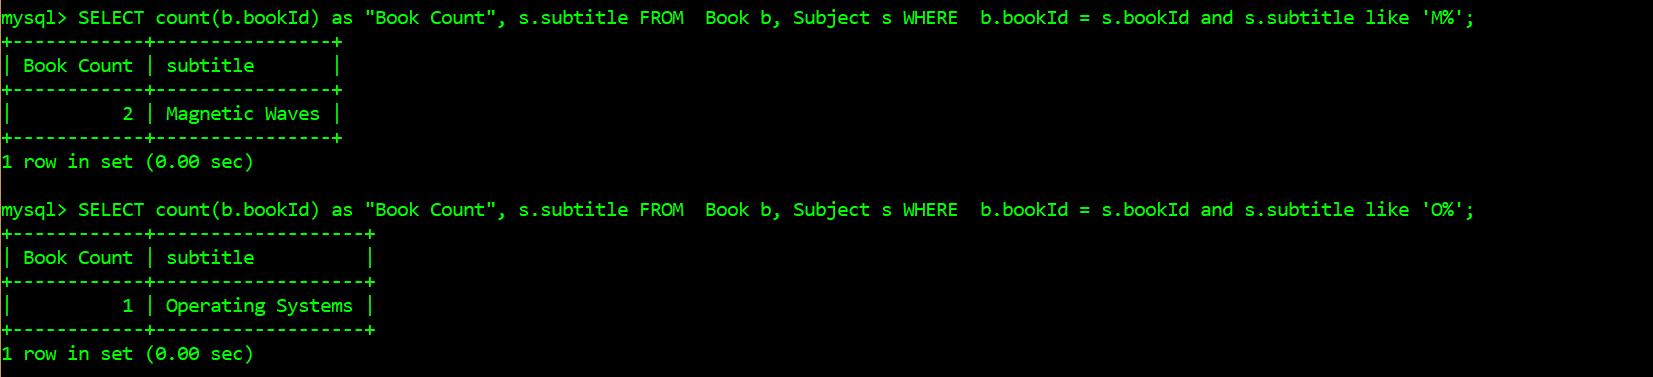 mysql> SELECT count(b.bookId) as "Book Count", s.subtitle FROM  Book b, Subject s WHERE  b.bookId = s.bookId and s.subtitle like 'M%';
+------------+----------------+
| Book Count | subtitle       |
+------------+----------------+
|          2 | Magnetic Waves |
+------------+----------------+
1 row in set (0.00 sec)

mysql> SELECT count(b.bookId) as "Book Count", s.subtitle FROM  Book b, Subject s WHERE  b.bookId = s.bookId and s.subtitle like 'O%';
+------------+-------------------+
| Book Count | subtitle          |
+------------+-------------------+
|          1 | Operating Systems |
+------------+-------------------+
1 row in set (0.00 sec)